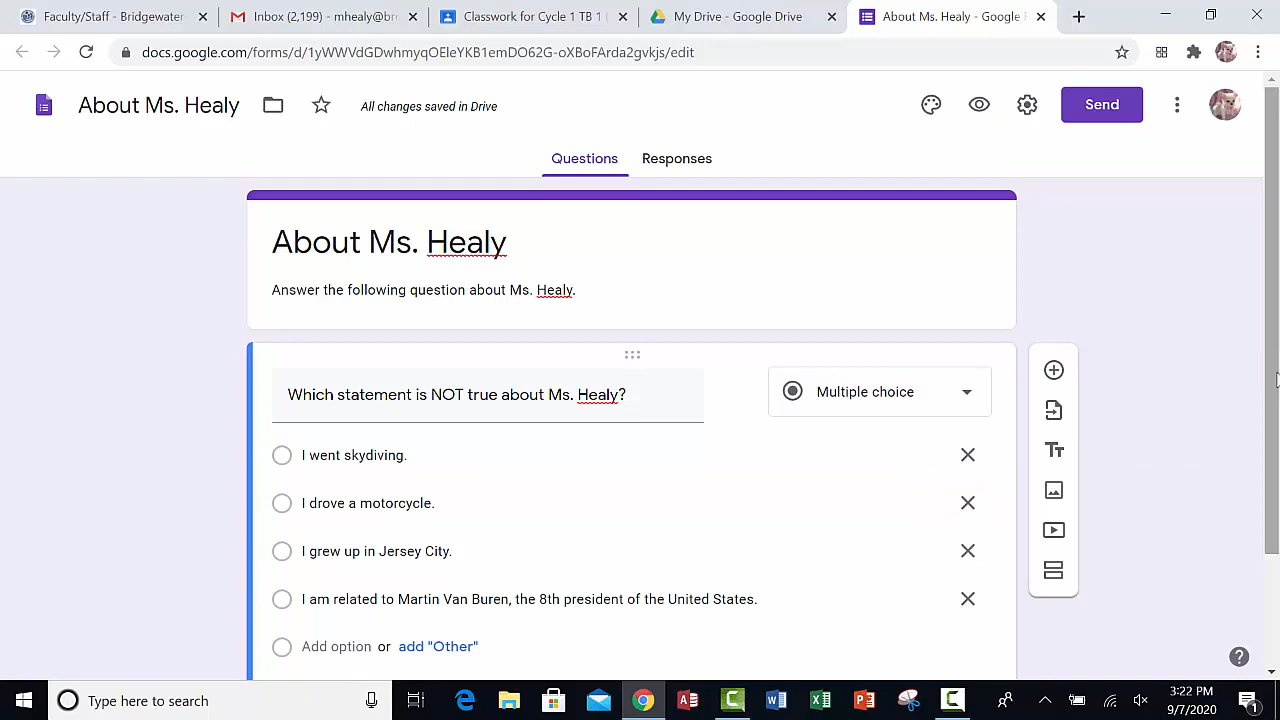 Faculty/Staff - Bridgewater
Inbox (2,199) - mhealy@b
Classwork for Cycle 1 TE
My Drive - Google Drive
About Ms. Healy - Google F
docs.google.com/forms/d/1yWWVdGDwhmyqOEleYKB1emDO62G-oXBoFArda2gvkjs/edit
About Ms. Healy
All changes saved in Drive
Send
Questions
Responses
About Ms. Healy
Answer the following question about Ms. Healy.
Which statement is NOT true about Ms. Healy?
Multiple choice
I went skydiving.
I drove a motorcycle.
I grew up in Jersey City.
I am related to Martin Van Buren, the 8th president of the United States.
Add option or add "Other"
Type here to search
3:22 PM
9/7/2020